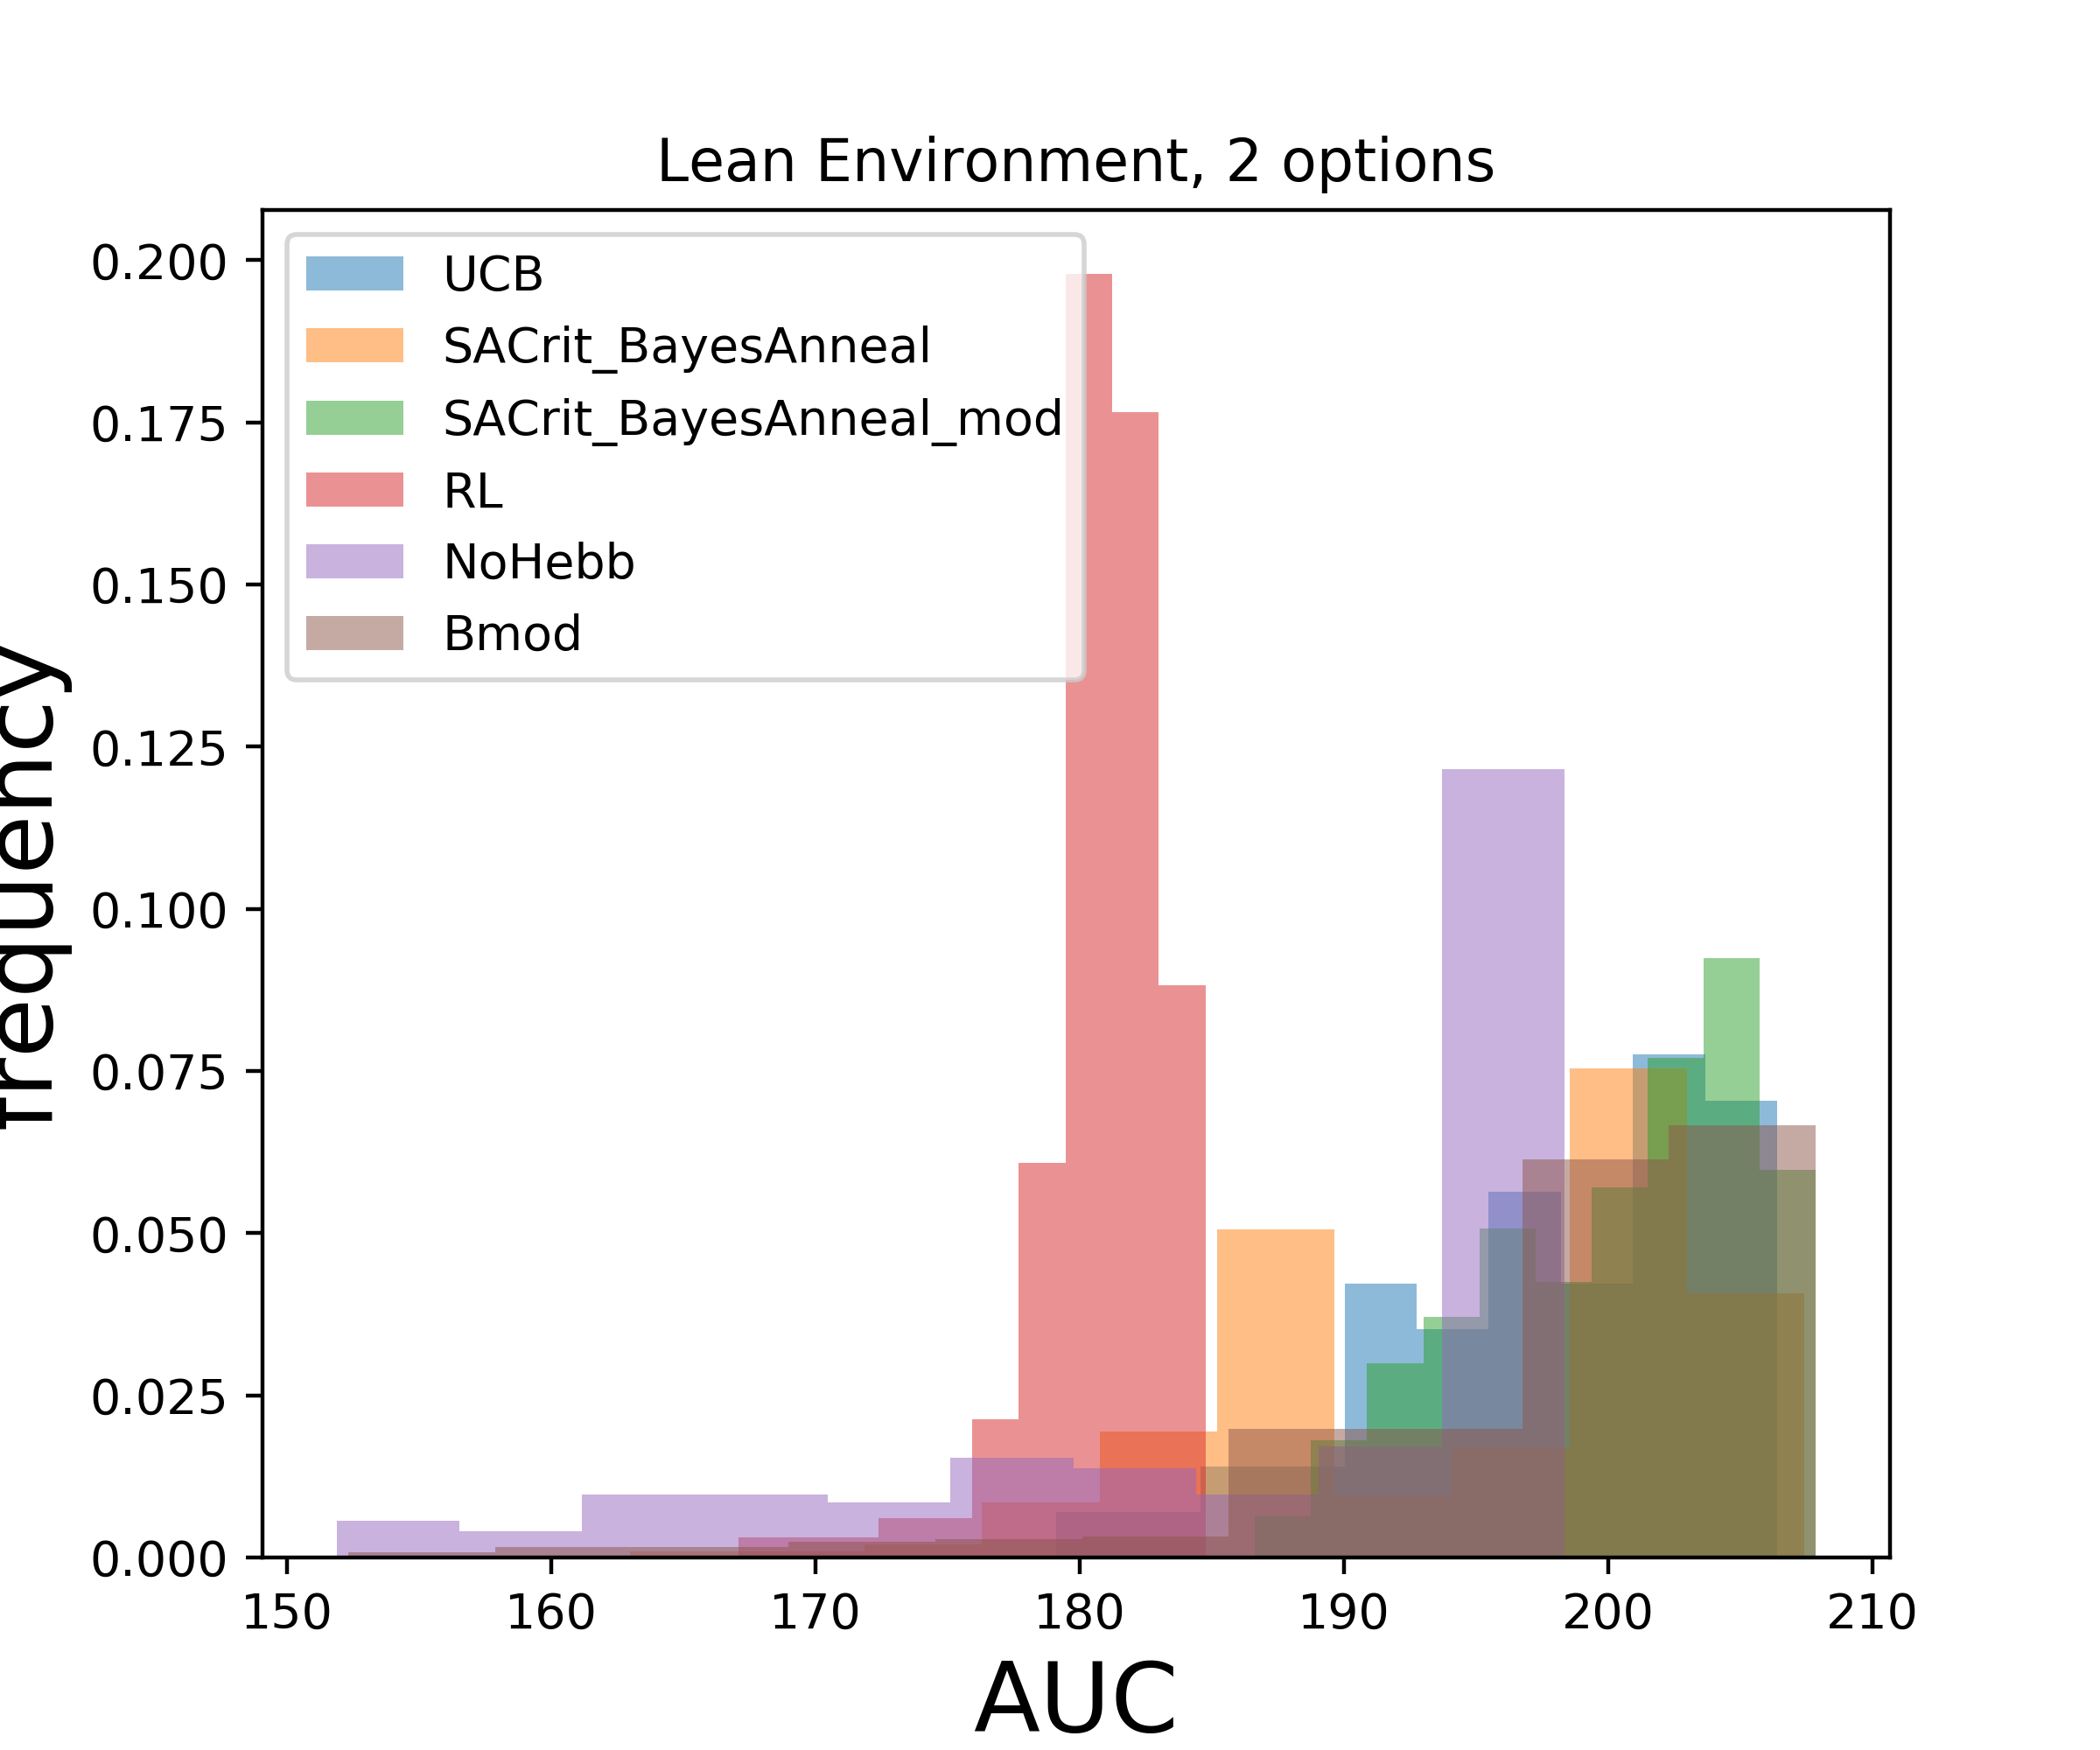 Lean Environment, 2 options
0.200
0.175
0.150
0.125
0.100
0.075
0.050
0.025
0.000
frequency
UCB
SACrit_BayesAnneal
SACrit_BayesAnneal_mod
RL
NoHebb
Bmod
150 160 170 180 190 200 210
AUC